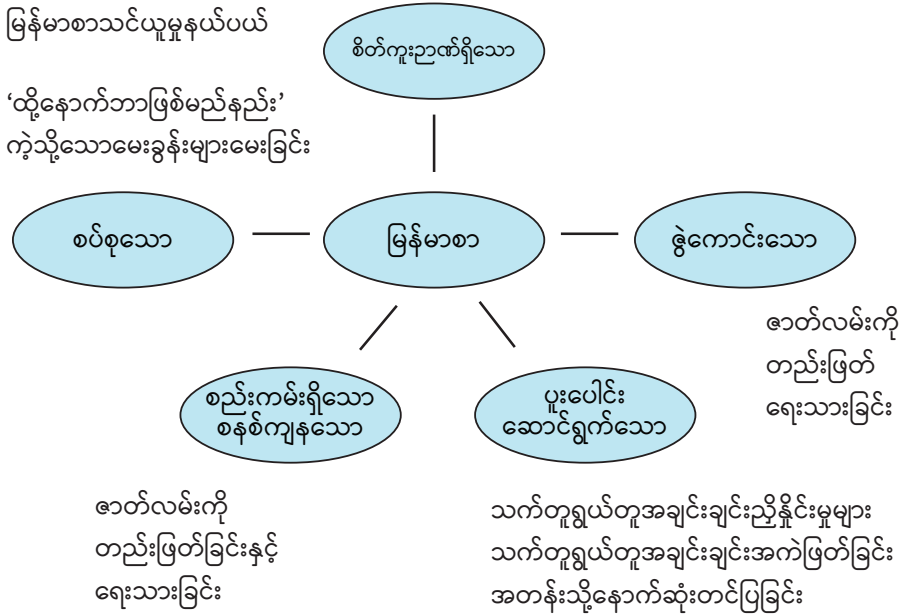 မြန်မာစာသင်ယူမှုနယ်ပယ်
စိတ်ကူးဉာဏ်ရှိသော
‘ထို့နောက်ဘာဖြစ်မည်နည်း’
ကဲ့သို့သောမေးခွန်းများမေးခြင်း
စပ်စုသော
မြန်မာစာ
ဇွဲကောင်းသော
ဇာတ်လမ်းကို
တည်းဖြတ်
ရေးသားခြင်း
စည်းကမ်းရှိသော
စနစ်ကျနသော
ပူးပေါင်း
ဆောင်ရွက်သော
ဇာတ်လမ်းကို
တည်းဖြတ်ခြင်းနှင့်
ရေးသားခြင်း
သက်တူရွယ်တူအချင်းချင်းညှိနှိုင်းမှုများ
သက်တူရွယ်တူအချင်းချင်းအကဲဖြတ်ခြင်း
အတန်းသို့နောက်ဆုံးတင်ပြခြင်း